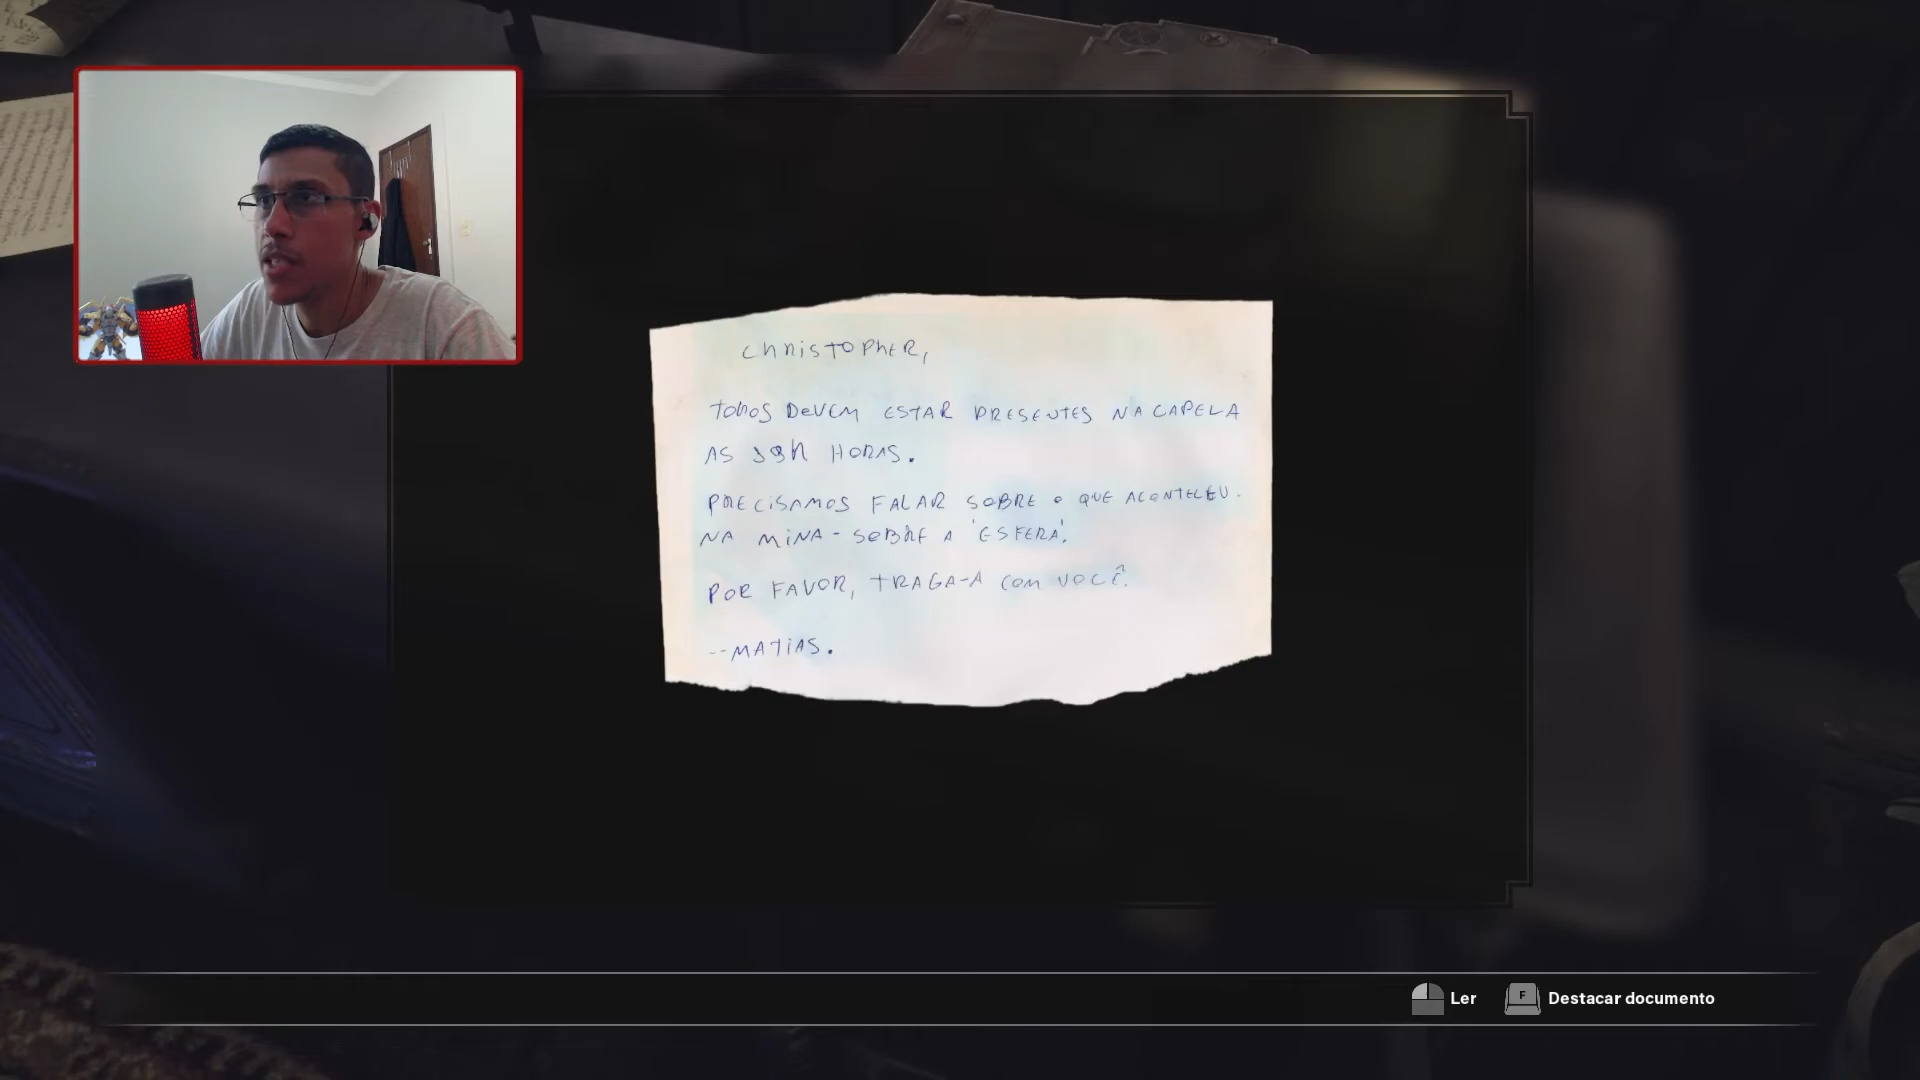 Christopher,
TODOS DEVEM ESTAR PRESENTES NA CAPELA
AS HORAS.
PRECISAMOS FALAR SOBRE O QUE ACONTECEU.
NA MINA - SOBRE A 'ESFERA'.
POR FAVOR, TRAGA-A COM VOCÊ.
--MATIAS.
Ler
F
Destacar documento